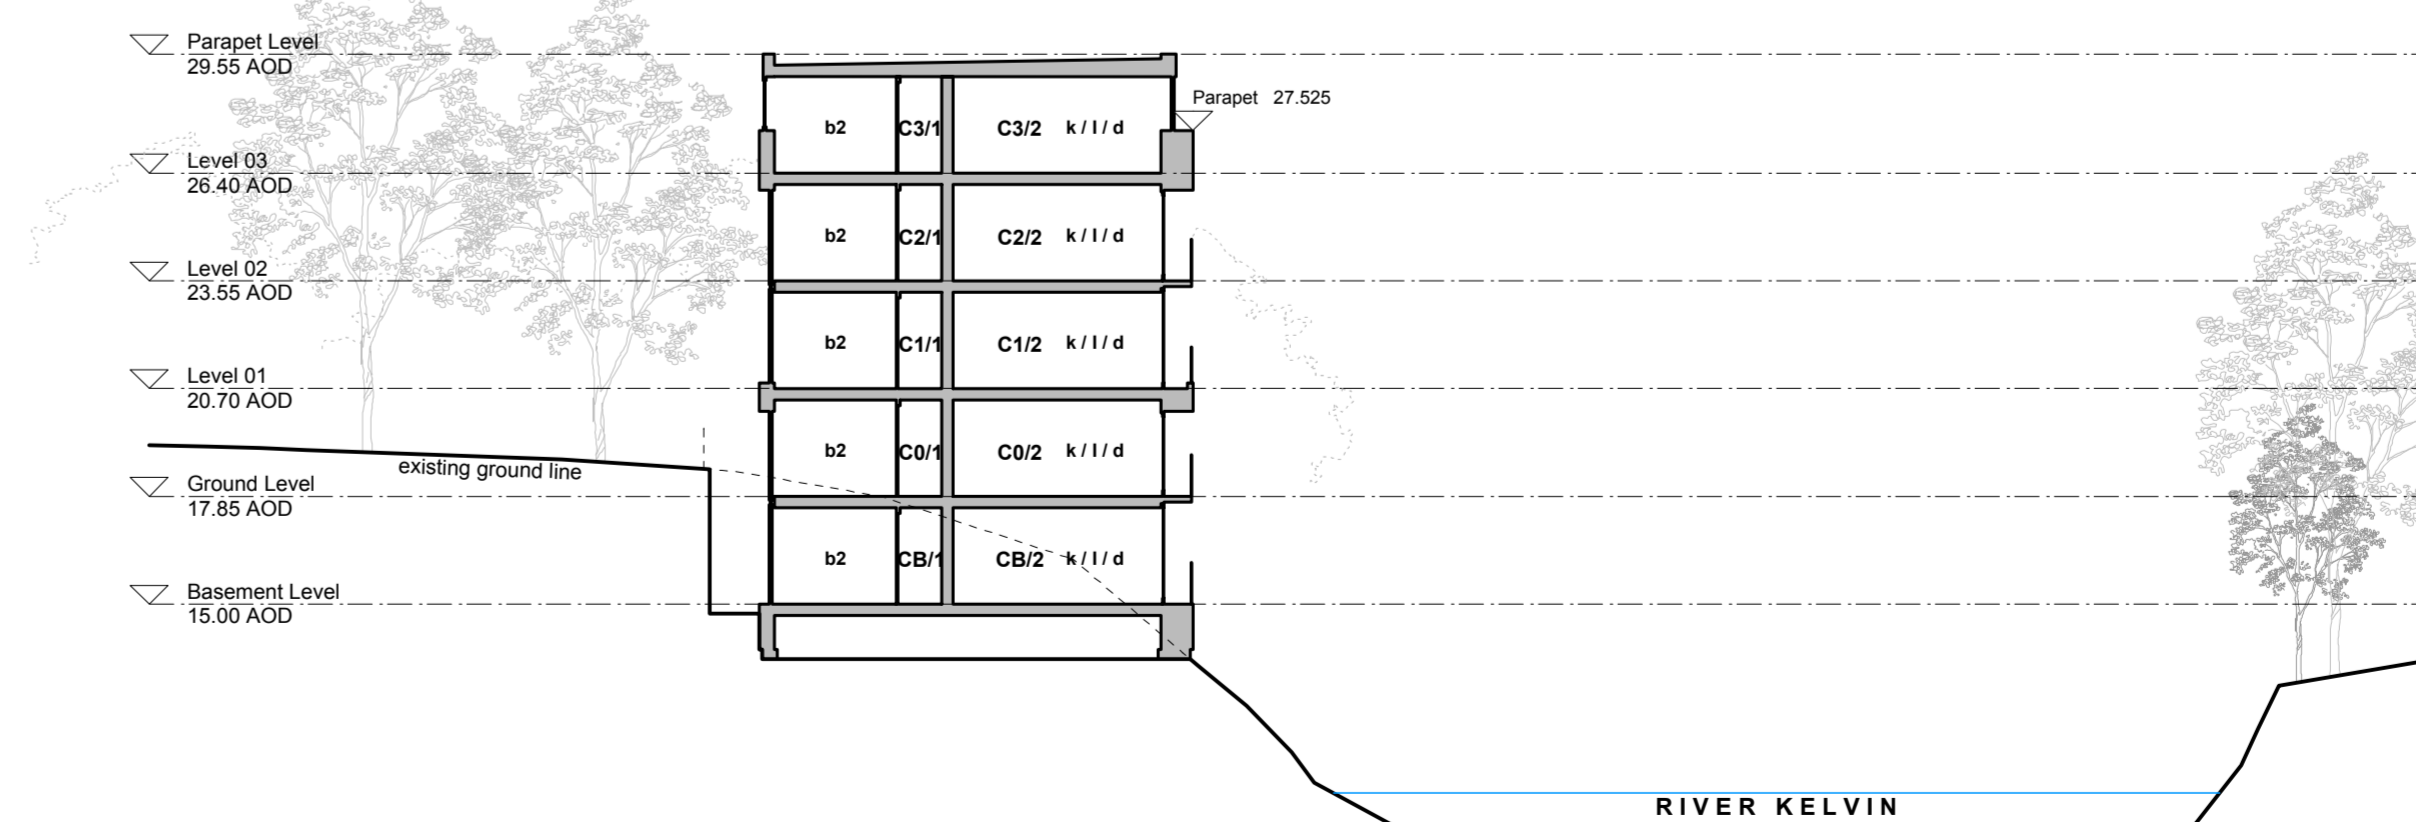 Parapet Level
29.55 AOD
Parapet 27.525
b2 C3/1 C3/2 k / l / d
Level 03
26.40 AOD
b2 C2/1 C2/2 k / l / d
Level 02
23.55 AOD
b2 C1/1 C1/2 k / l / d
Level 01
20.70 AOD
b2 C0/1 C0/2 k / l / d
existing ground line
Ground Level
17.85 AOD
b2 CB/1 CB/2 k / l / d
Basement Level
15.00 AOD
RIVER KELVIN